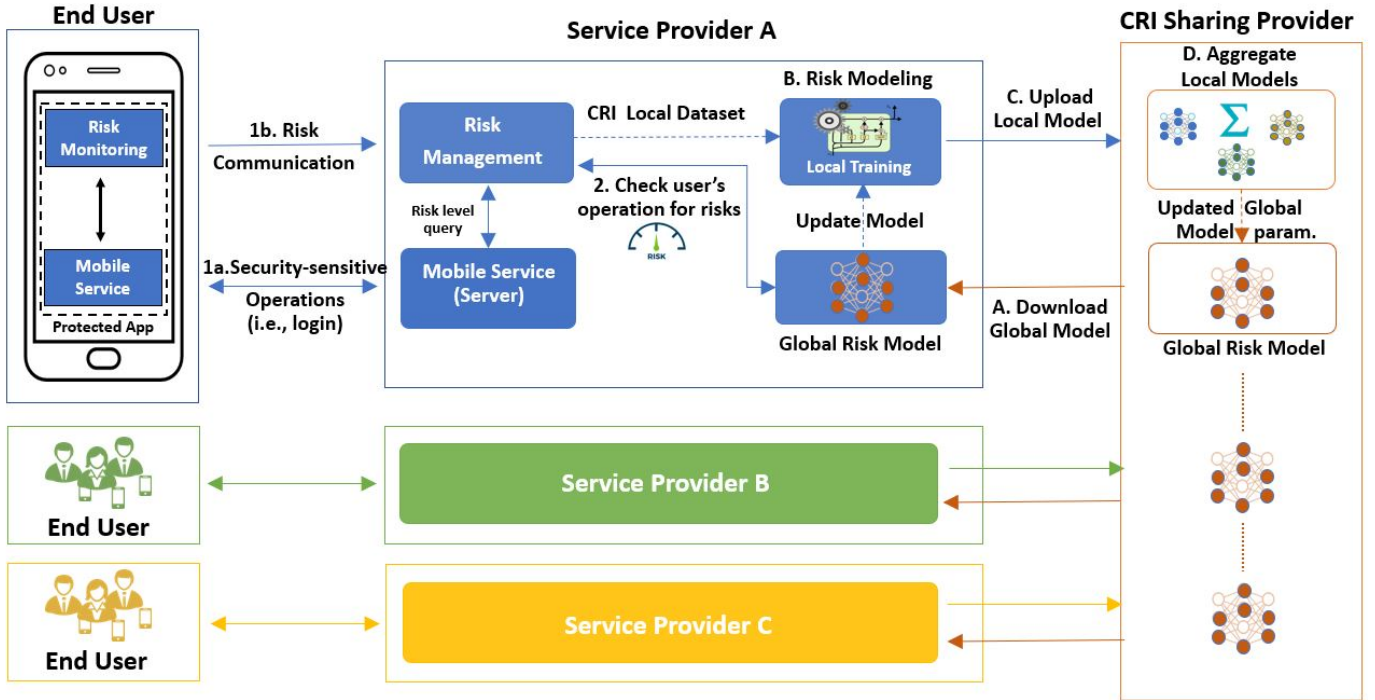 End User
Service Provider A
CRI Sharing Provider
Risk
Monitoring
Mobile
Service
Protected App
1b. Risk
Communication
1a.Security-sensitive
Operations
(i.e., login)
Risk
Management
Risk level
query
Mobile Service
(Server)
CRI Local Dataset
2. Check user's
operation for risks
RISK
B. Risk Modeling
Local Training
Update Model
Global Risk Model
C. Upload
Local Model
A. Download
Global Model
D. Aggregate
Local Models
Σ
Updated Global
Model param.
Global Risk Model
End User
Service Provider B
End User
Service Provider C